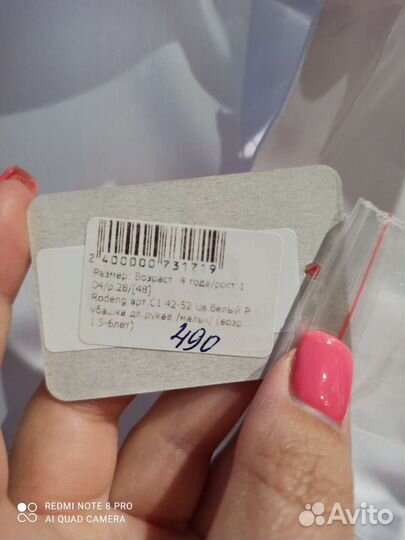 2 400000 731719
Размер: Возраст 4 года/рост 1
04/р.28/[48]
Rodeng арт.С1 42-52 цв.белый Р
убашка дл.рукав /мальч/ (возр.
1.5-6лет)
490
REDMI NOTE 8 PRO
AI QUAD CAMERA
Avito